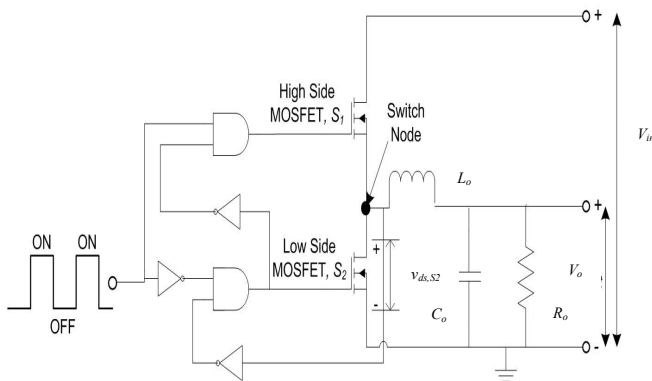 High Side
MOSFET, S1
Switch
Node
+
Vin
Lo
+
ON ON
OFF
Low Side
MOSFET, S2
+
vds,S2
-
Co
Ro
Vo
-